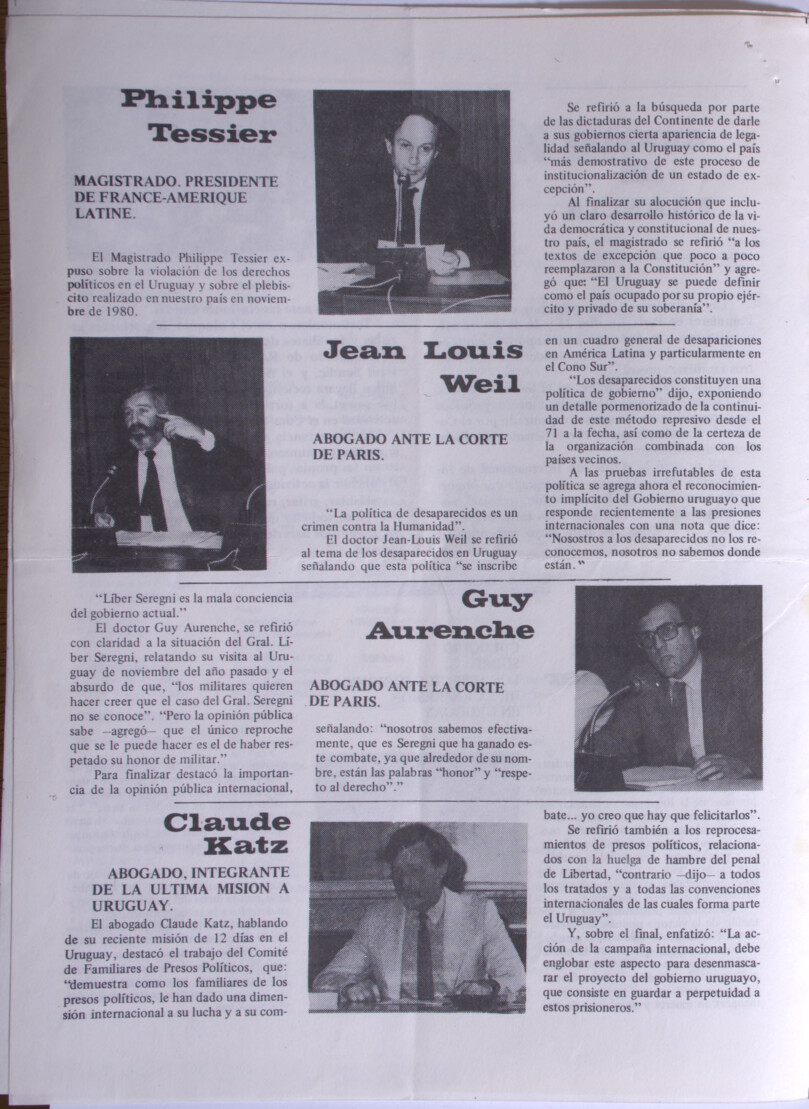 Philippe
Tessier
MAGISTRADO. PRESIDENTE
DE FRANCE-AMERIQUE
LATINE.
El Magistrado Philippe Tessier ex-
puso sobre la violación de los derechos
políticos en el Uruguay y sobre el plebis-
cito realizado en nuestro país en noviem-
bre de 1980.
Se refirió a la búsqueda por parte
de las dictaduras del Continente de darle
a sus gobiernos cierta apariencia de lega-
lidad señalando al Uruguay como el país
“más demostrativo de este proceso de
institucionalización de un estado de ex-
cepción”.
Al finalizar su alocución que inclu-
yó un claro desarrollo histórico de la vi-
da democrática y constitucional de nues-
tro país, el magistrado se refirió “a los
textos de excepción que poco a poco
reemplazaron a la Constitución” y agre-
gó que: “El Uruguay se puede definir
como el país ocupado por su propio ejér-
cito y privado de su soberanía”.
Jean Louis
Weil
ABOGADO ANTE LA CORTE
DE PARIS.
“La política de desaparecidos es un
crimen contra la Humanidad”.
El doctor Jean-Louis Weil se refirió
al tema de los desaparecidos en Uruguay
señalando que esta política “se inscribe
en un cuadro general de desapariciones
en América Latina y particularmente en
el Cono Sur”.
“Los desaparecidos constituyen una
política de gobierno” dijo, exponiendo
un detalle pormenorizado de la continui-
dad de este método represivo desde el
71 a la fecha, así como de la certeza de
la organización combinada con los
países vecinos.
A las pruebas irrefutables de esta
política se agrega ahora el reconocimien-
to implícito del Gobierno uruguayo que
responde recientemente a las presiones
internacionales con una nota que dice:
“Nosostros a los desaparecidos no los re-
conocemos, nosotros no sabemos donde
están.”
Guy
Aurenche
ABOGADO ANTE LA CORTE
DE PARIS.
“Líber Seregni es la mala conciencia
del gobierno actual.”
El doctor Guy Aurenche, se refirió
con claridad a la situación del Gral. Lí-
ber Seregni, relatando su visita al Uru-
guay de noviembre del año pasado y el
absurdo de que, “los militares quieren
hacer creer que el caso del Gral. Seregni
no se conoce”. “Pero la opinión pública
sabe —agregó— que el único reproche
que se le puede hacer es el de haber res-
petado su honor de militar.”
Para finalizar destacó la importan-
cia de la opinión pública internacional,
señalando: “nosotros sabemos efectiva-
mente, que es Seregni que ha ganado es-
te combate, ya que alrededor de su nom-
bre, están las palabras “honor” y “respe-
to al derecho”.”
Claude
Katz
ABOGADO, INTEGRANTE
DE LA ULTIMA MISION A
URUGUAY.
El abogado Claude Katz, hablando
de su reciente misión de 12 días en el
Uruguay, destacó el trabajo del Comité
de Familiares de Presos Políticos, que:
“demuestra como los familiares de los
presos políticos, le han dado una dimen-
sión internacional a su lucha y a su com-
bate... yo creo que hay que felicitarlos”.
Se refirió también a los reprocesa-
mientos de presos políticos, relaciona-
dos con la huelga de hambre del penal
de Libertad, “contrario —dijo— a todos
los tratados y a todas las convenciones
internacionales de las cuales forma parte
el Uruguay”.
Y, sobre el final, enfatizó: “La ac-
ción de la campaña internacional, debe
englobar este aspecto para desenmasca-
rar el proyecto del gobierno uruguayo,
que consiste en guardar a perpetuidad a
estos prisioneros.”